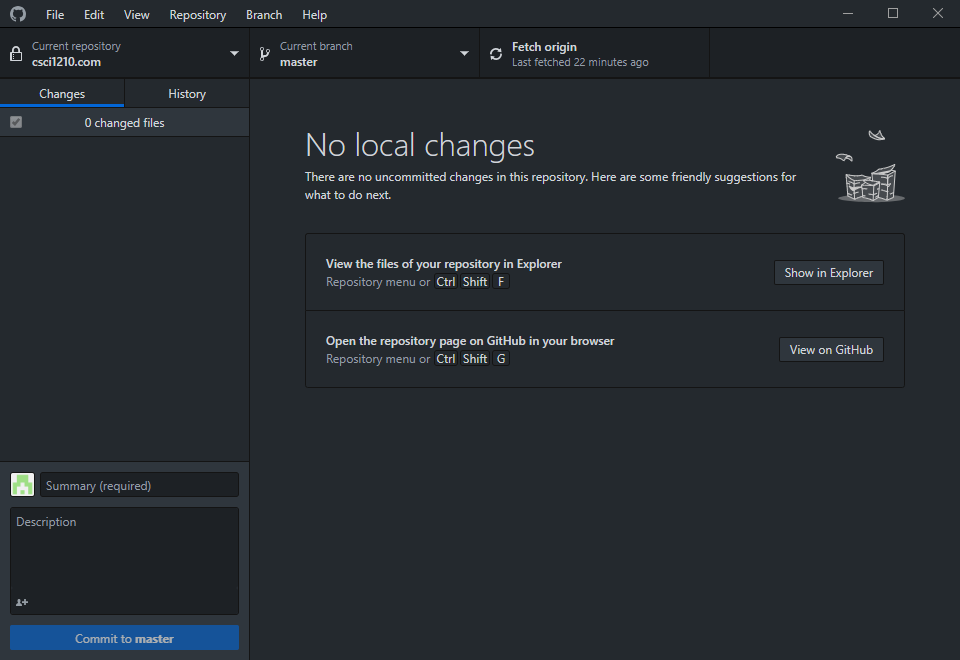 File Edit View Repository Branch Help
Current repository
csci1210.com
Current branch
master
Fetch origin
Last fetched 22 minutes ago
Changes
History
0 changed files
No local changes
There are no uncommitted changes in this repository. Here are some friendly suggestions for
what to do next.
View the files of your repository in Explorer
Repository menu or Ctrl Shift F
Show in Explorer
Open the repository page on GitHub in your browser
Repository menu or Ctrl Shift G
View on GitHub
Summary (required)
Description
Commit to master